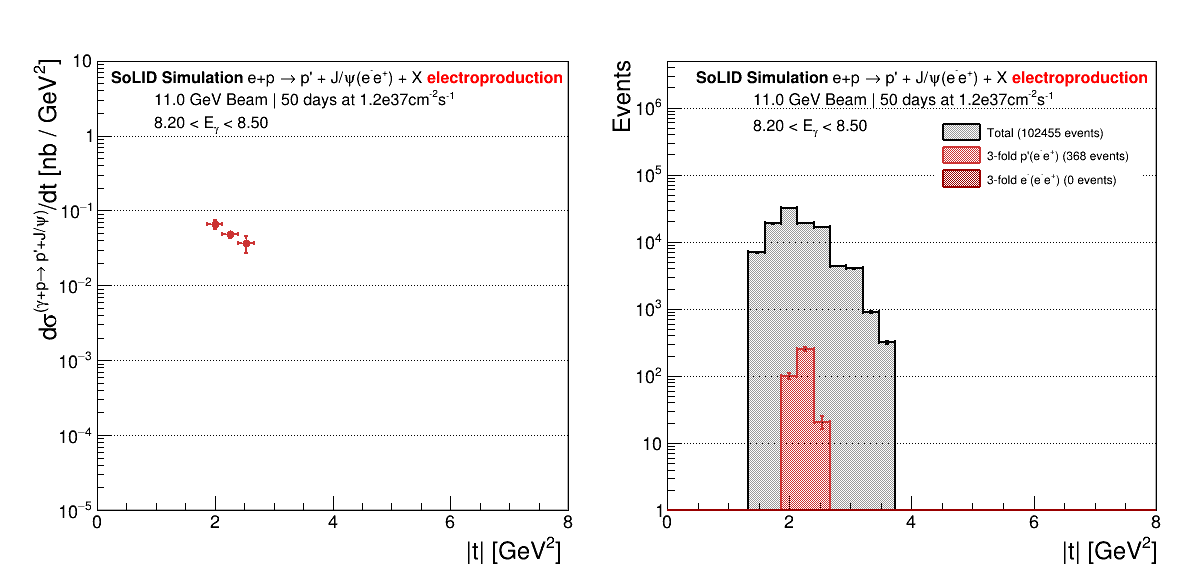 SoLID Simulation e+p → p' + J/ψ(e⁻e⁺) + X electroproduction
11.0 GeV Beam | 50 days at 1.2e37cm⁻²s⁻¹
8.20 < Eγ < 8.50
dσ(γ+p→ p'+J/ψ)/dt [nb / GeV²]
10
1
10⁻¹
10⁻²
10⁻³
10⁻⁴
10⁻⁵
0 2 4 6 8
|t| [GeV²]
SoLID Simulation e+p → p' + J/ψ(e⁻e⁺) + X electroproduction
11.0 GeV Beam | 50 days at 1.2e37cm⁻²s⁻¹
8.20 < Eγ < 8.50
Total (102455 events)
3-fold p'(e⁻e⁺) (368 events)
3-fold e⁻(e⁻e⁺) (0 events)
Events
10⁶
10⁵
10⁴
10³
10²
10
1
0 2 4 6 8
|t| [GeV²]